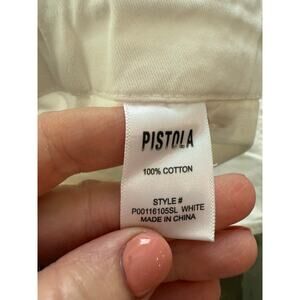 PISTOLA
100% COTTON
STYLE #
P00116105SL WHITE
MADE IN CHINA